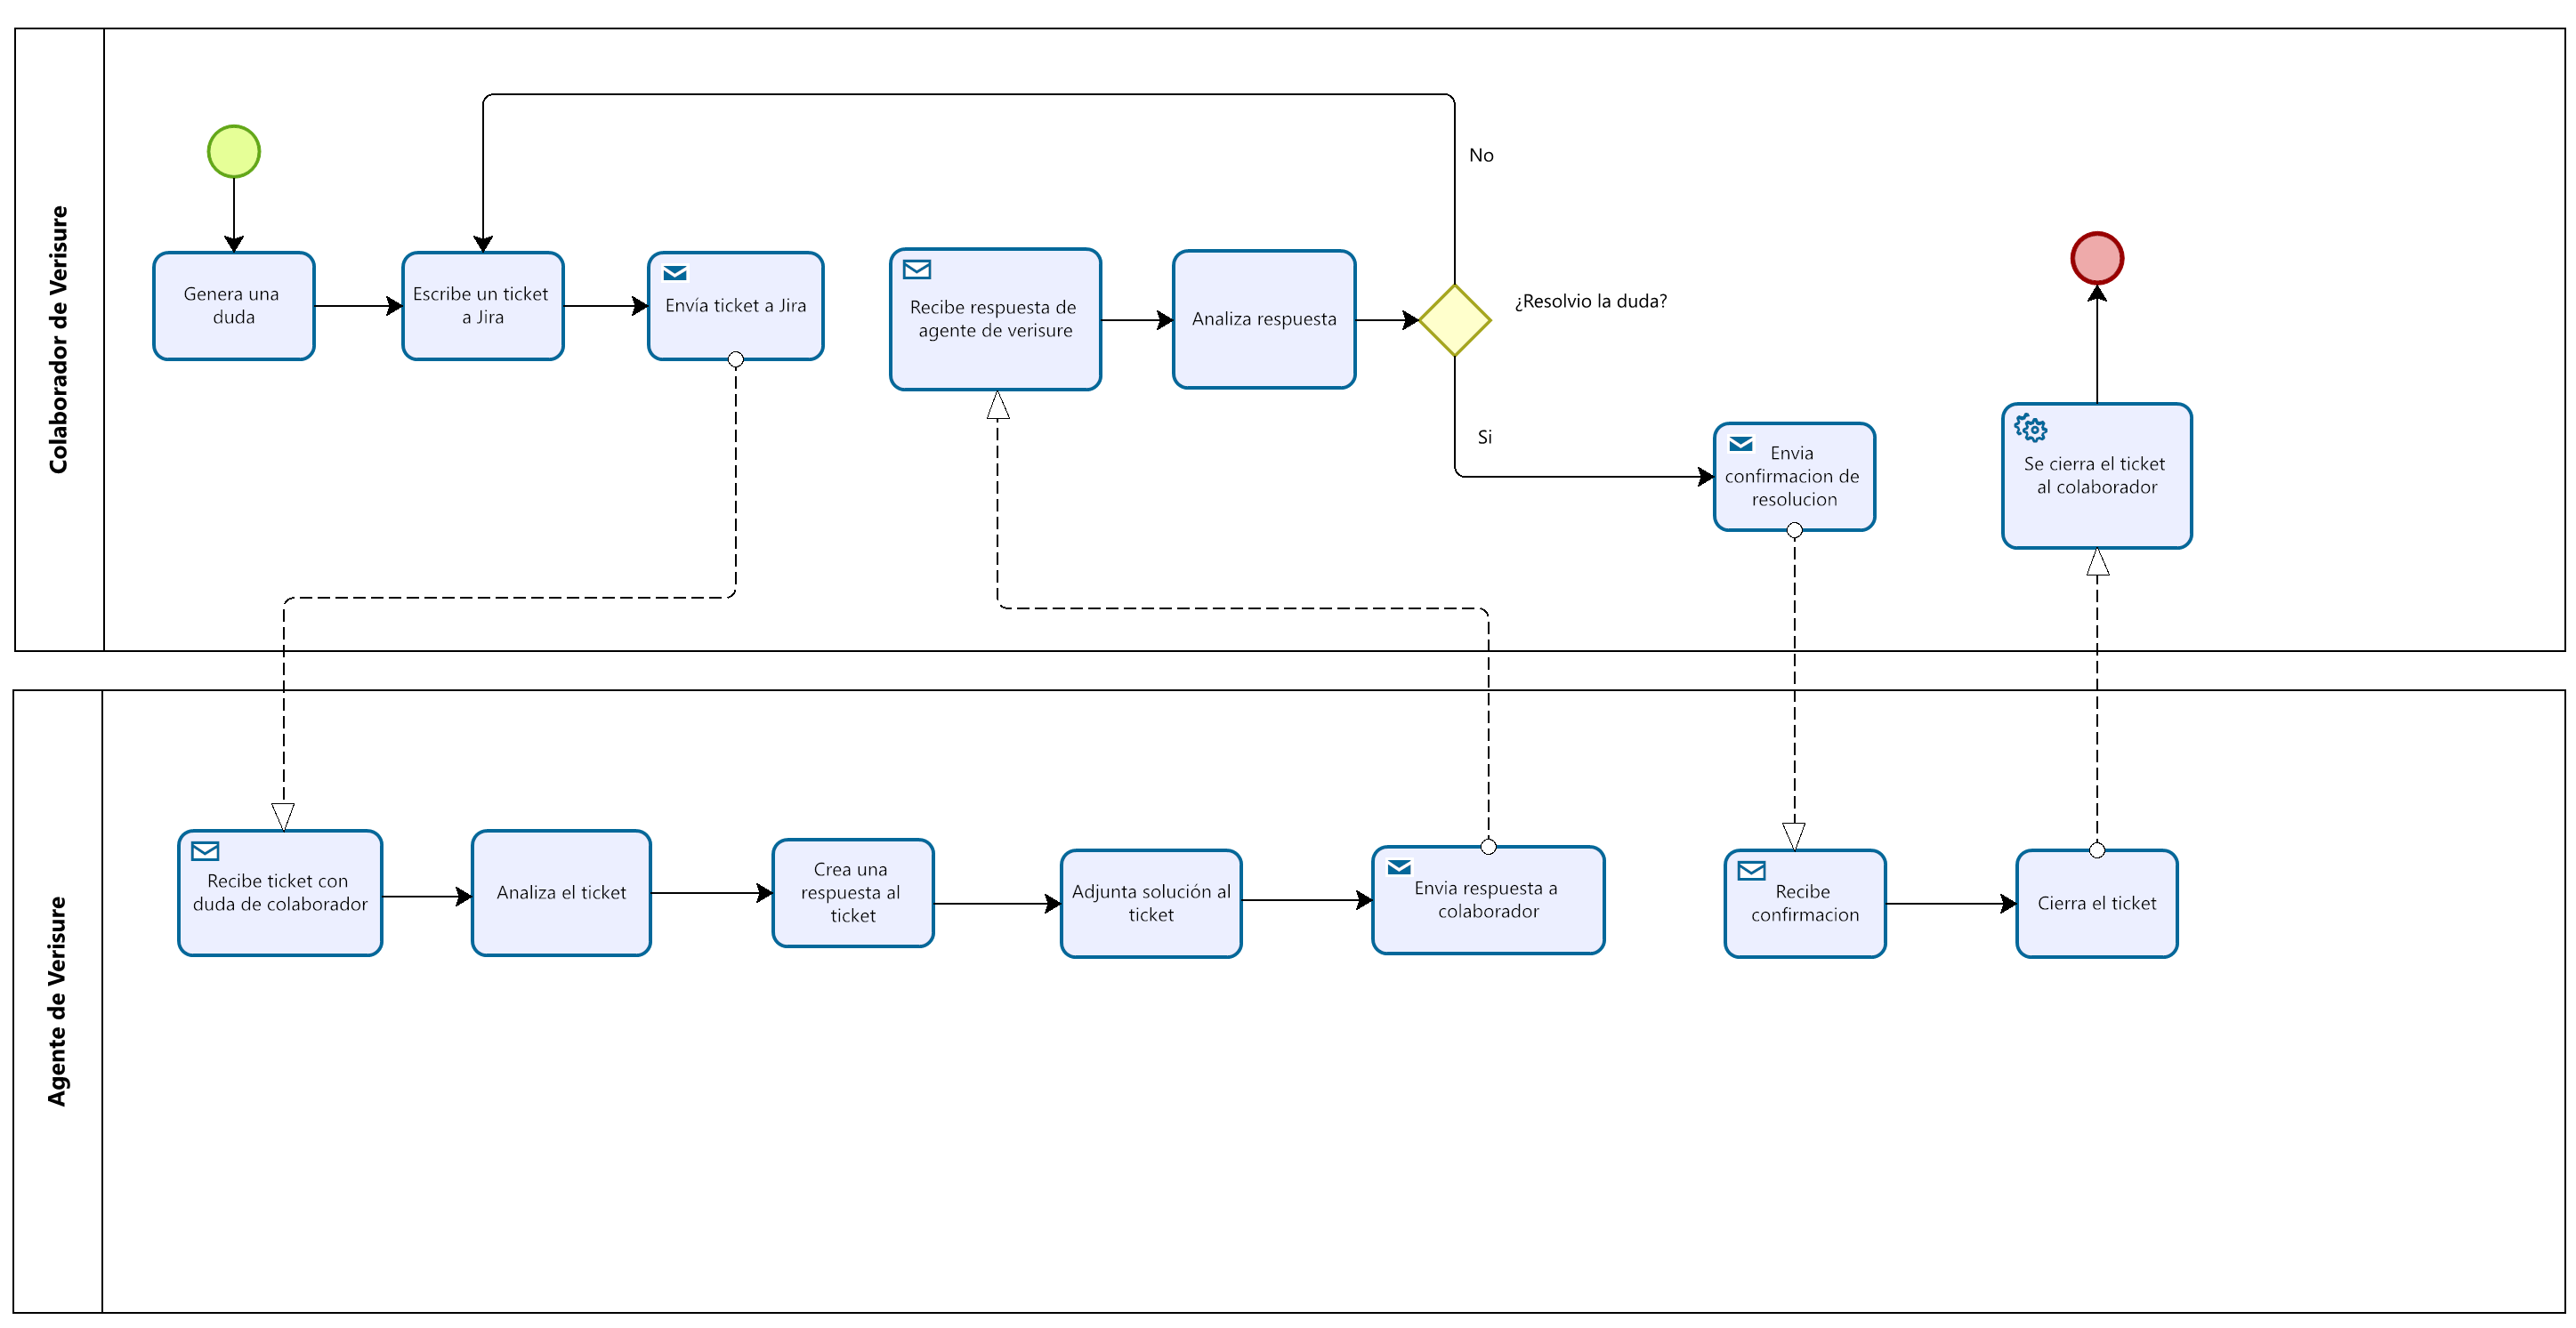 Colaborador de Verisure
No
Genera una
duda
Escribe un ticket
a Jira
Envía ticket a Jira
Recibe respuesta de
agente de verisure
Analiza respuesta
¿Resolvio la duda?
Si
Envia
confirmacion de
resolucion
Se cierra el ticket
al colaborador
Agente de Verisure
Recibe ticket con
duda de colaborador
Analiza el ticket
Crea una
respuesta al
ticket
Adjunta solución al
ticket
Envia respuesta a
colaborador
Recibe
confirmacion
Cierra el ticket